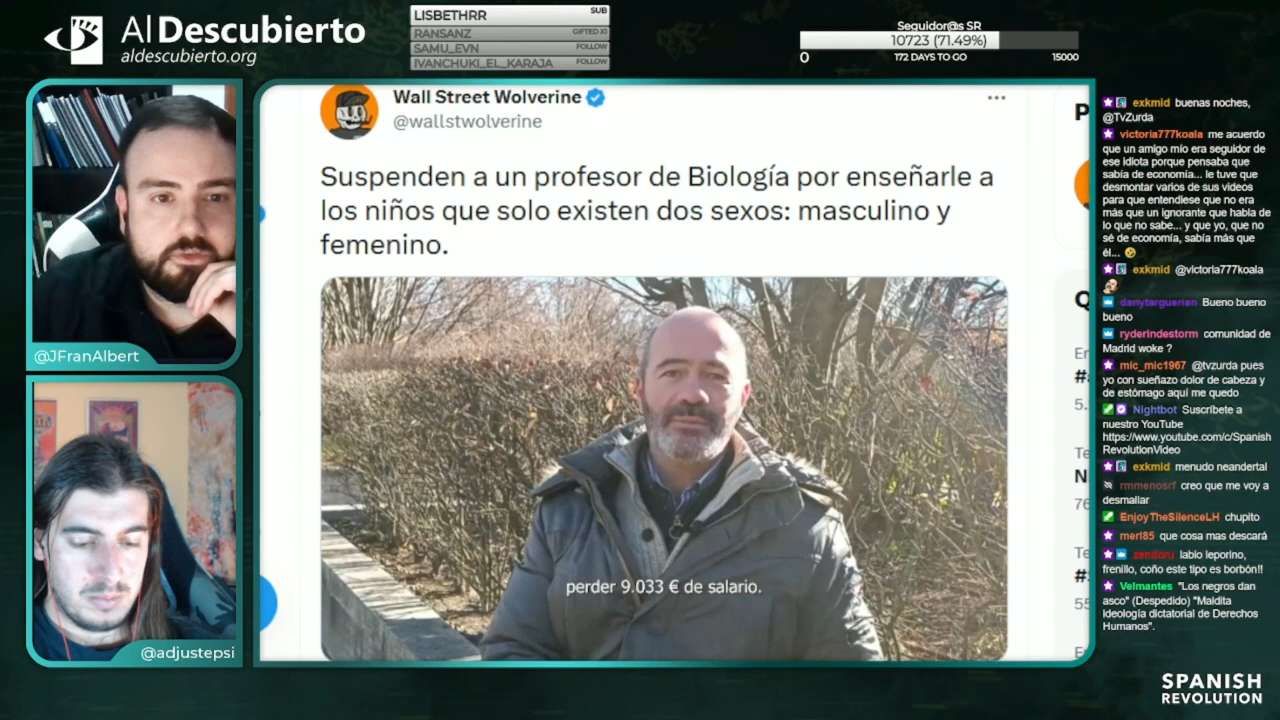 Al Descubierto
aldescubierto.org
LISBETHRR SUB
RANSANZ GIFTED X1
SAMU_EVN FOLLOW
IVANCHUKI_EL_KARAJA FOLLOW
Seguidor@s SR
10723 (71.49%)
0 172 DAYS TO GO 15000
@JFranAlbert
@adjustepsi
Wall Street Wolverine
@wallstwolverine
Suspenden a un profesor de Biología por enseñarle a
los niños que solo existen dos sexos: masculino y
femenino.
perder 9.033 € de salario.
P
Q
En
#
5.
Te
N
76
Te
#
55
exkmid buenas noches,
@TvZurda
victoria777koala me acuerdo
que un amigo mío era seguidor de
ese idiota porque pensaba que
sabía de economía... le tuve que
desmontar varios de sus videos
para que entendiese que no era
más que un ignorante que habla de
lo que no sabe... y que yo, que no
sé de economía, sabía más que
él...
exkmid @victoria777koala
danytarguerian Bueno bueno
bueno
ryderindestorm comunidad de
Madrid woke ?
mic_mic1967 @tvzurda pues
yo con sueñazo dolor de cabeza y
de estómago aquí me quedo
Nightbot Suscríbete a
nuestro YouTube
https://www.youtube.com/c/Spanish
RevolutionVideo
exkmid menudo neandertal
rmmenosrf creo que me voy a
desmallar
EnjoyTheSilenceLH chupito
meri85 que cosa mas descará
zendoru labio leporino,
frenillo, coño este tipo es borbón!!
Velmantes "Los negros dan
asco" (Despedido) "Maldita
ideología dictatorial de Derechos
Humanos".
SPANISH
REVOLUTION